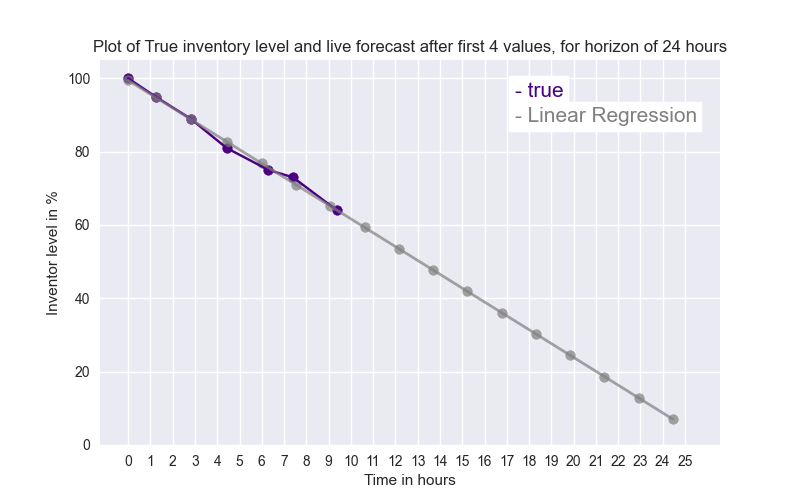 Plot of True inventory level and live forecast after first 4 values, for horizon of 24 hours
- true
- Linear Regression
100
80
60
40
20
0
Inventor level in %
0 1 2 3 4 5 6 7 8 9 10 11 12 13 14 15 16 17 18 19 20 21 22 23 24 25
Time in hours